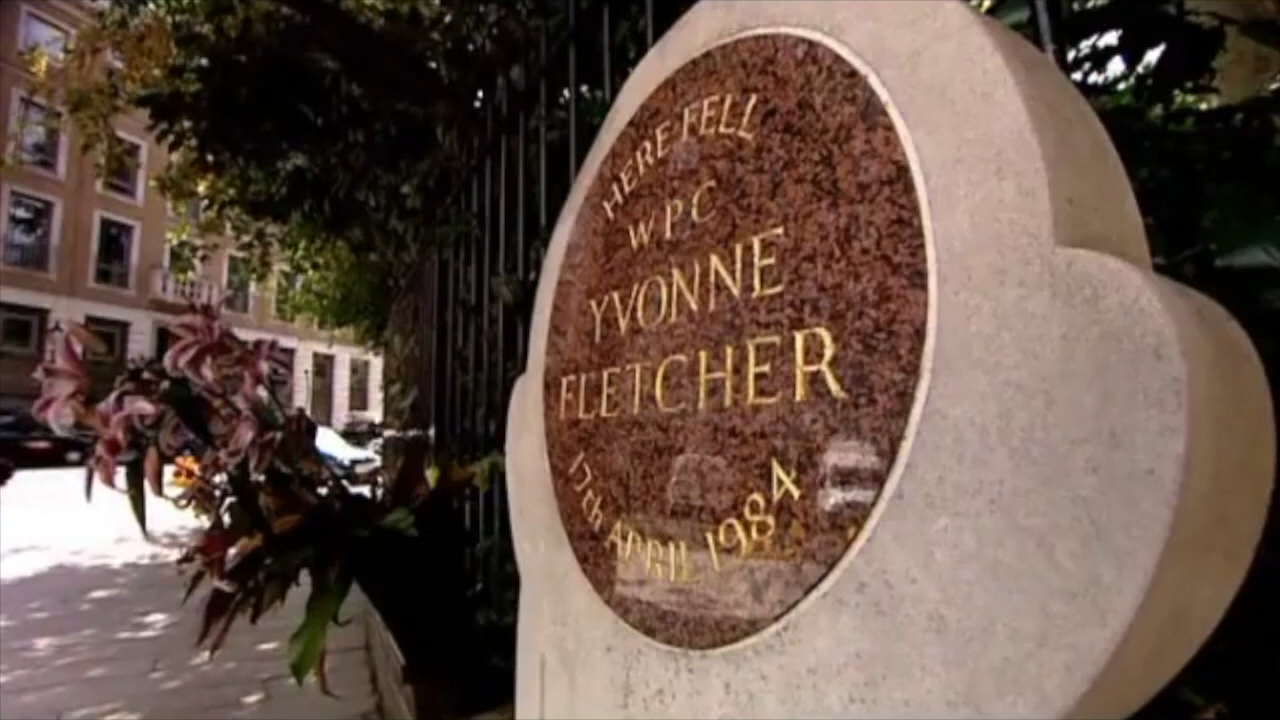 HERE FELL
WPC
YVONNE
FLETCHER
17th APRIL 1984